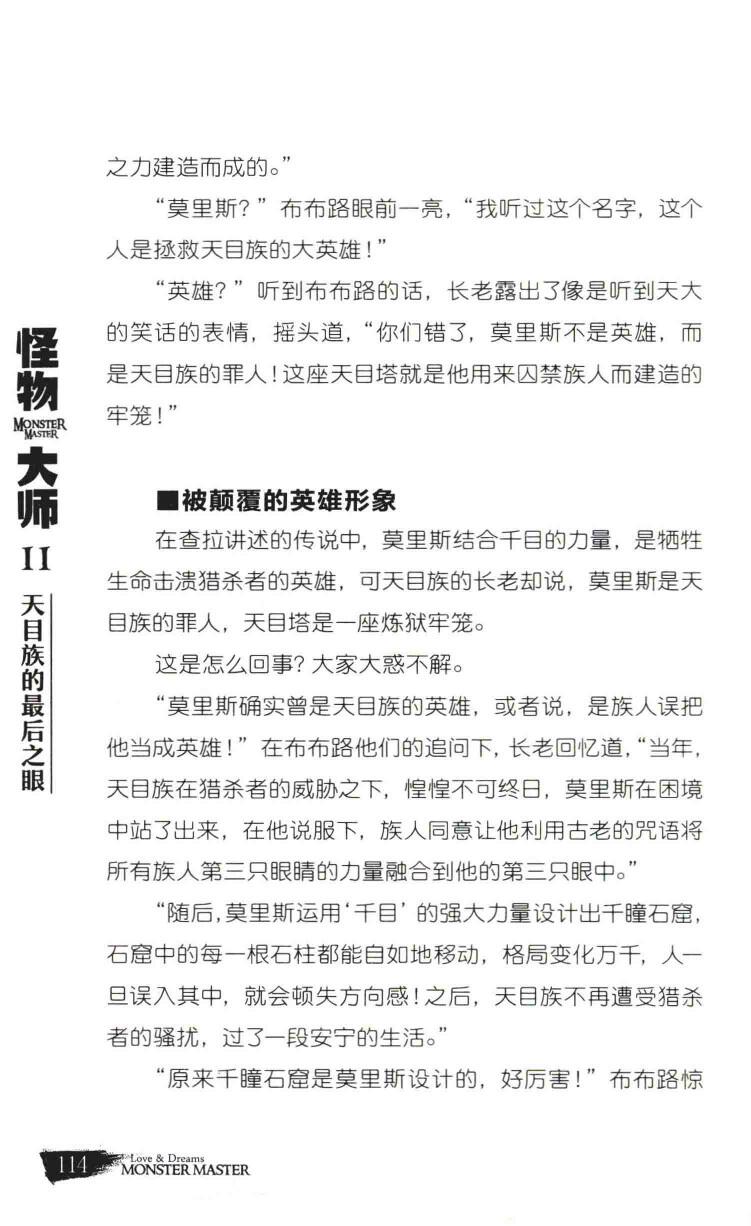 之力建造而成的。”
“莫里斯？”布布路眼前一亮，“我听过这个名字，这个
人是拯救天目族的大英雄！”
“英雄？”听到布布路的话，长老露出了像是听到天大
的笑话的表情，摇头道，“你们错了，莫里斯不是英雄，而
是天目族的罪人！这座天目塔就是他用来囚禁族人而建造的
牢笼！”
■被颠覆的英雄形象
在查拉讲述的传说中，莫里斯结合千目的力量，是牺牲
生命击溃猎杀者的英雄，可天目族的长老却说，莫里斯是天
目族的罪人，天目塔是一座炼狱牢笼。
这是怎么回事？大家大惑不解。
“莫里斯确实曾是天目族的英雄，或者说，是族人误把
他当成英雄！”在布布路他们的追问下，长老回忆道，“当年，
天目族在猎杀者的威胁之下，惶惶不可终日，莫里斯在困境
中站了出来，在他说服下，族人同意让他利用古老的咒语将
所有族人第三只眼睛的力量融合到他的第三只眼中。”
“随后，莫里斯运用‘千目’的强大力量设计出千瞳石窟，
石窟中的每一根石柱都能自如地移动，格局变化万千，人一
旦误入其中，就会顿失方向感！之后，天目族不再遭受猎杀
者的骚扰，过了一段安宁的生活。”
“原来千瞳石窟是莫里斯设计的，好厉害！”布布路惊
怪物
MONSTER
MASTER
大师
II
天目族的最后之眼
114
Love & Dreams
MONSTER MASTER